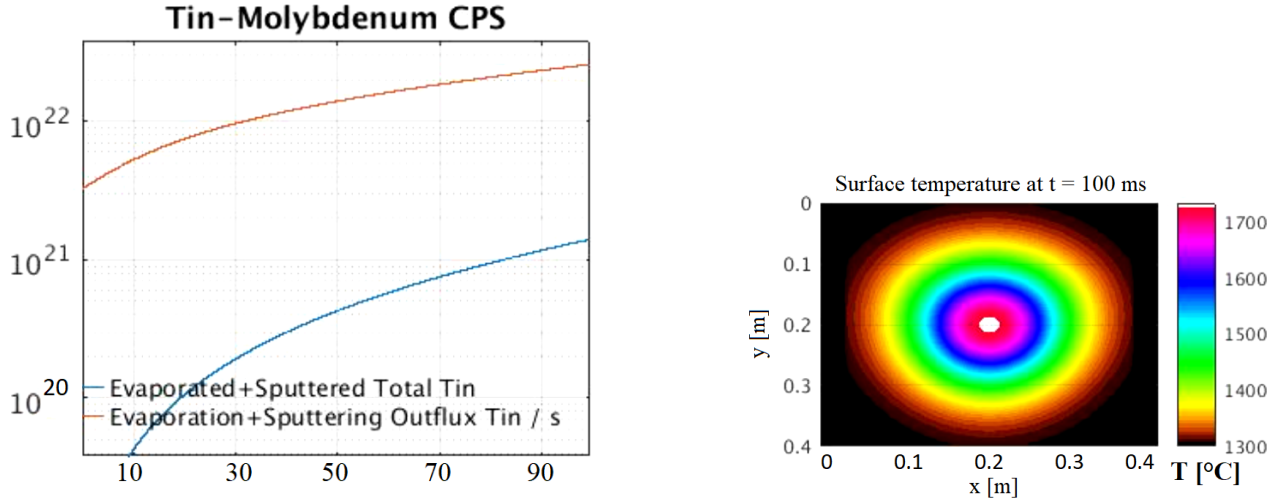 Tin-Molybdenum CPS
10^22
10^21
10^20
Evaporated+Sputtered Total Tin
Evaporation+Sputtering Outflux Tin / s
10 30 50 70 90
Surface temperature at t = 100 ms
0
0.1
0.2
0.3
0.4
y [m]
0 0.1 0.2 0.3 0.4
x [m]
1700
1600
1500
1400
1300
T [°C]